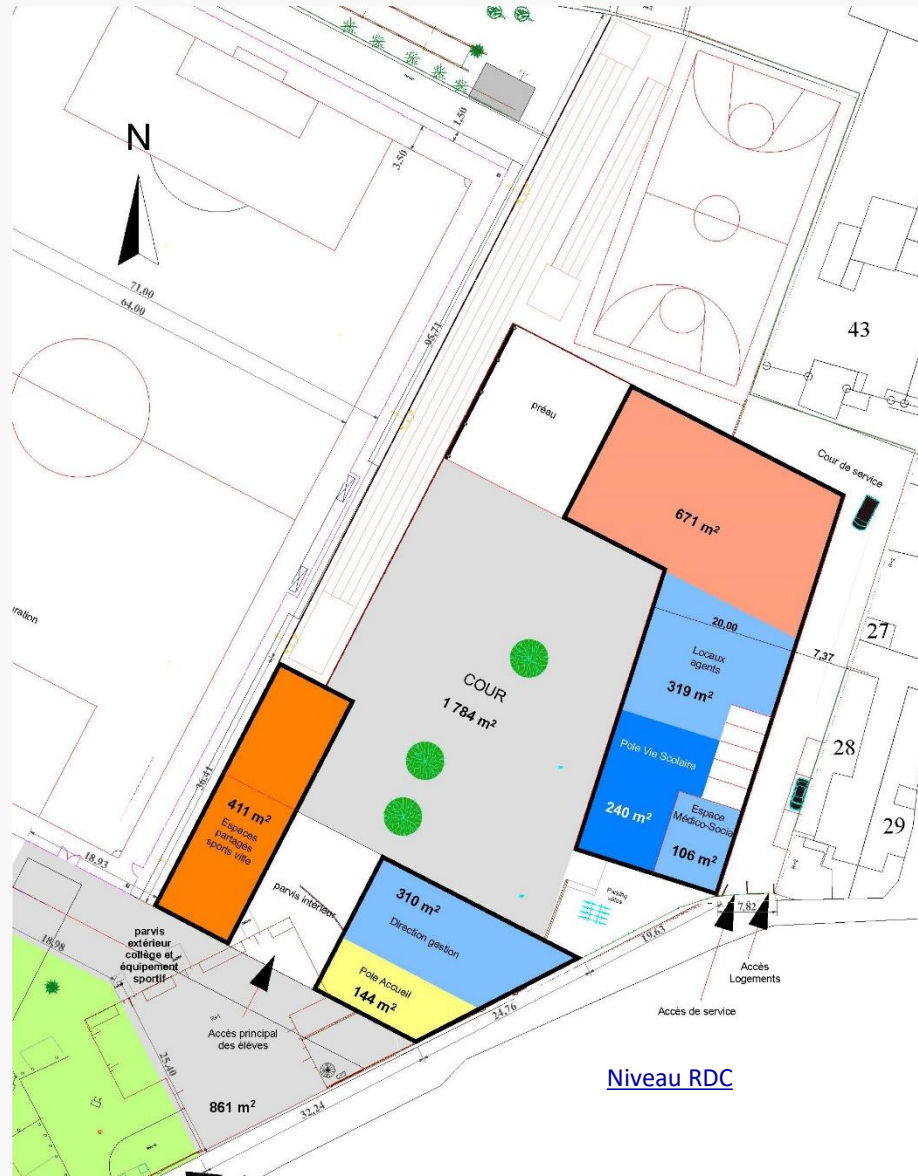 1,50
3,50
N
71,00
64,00
95,71
43
préau
Cour de service
671 m²
20,00
7,37
27
Locaux
agents
319 m²
COUR
1 784 m²
Pole Vie Scolaire
28
36,41
411 m²
Espaces
partagés
sports ville
240 m²
Espace
Médico-Social
106 m²
29
18,93
parvis intérieur
310 m²
Direction gestion
Parking
vélos
7,82
19,63
parvis
extérieur
collège et
équipement
sportif
18,98
Pole Accueil
144 m²
Accès
Logements
Accès de service
24,76
Accès principal
des élèves
25,40
861 m²
32,24
Niveau RDC